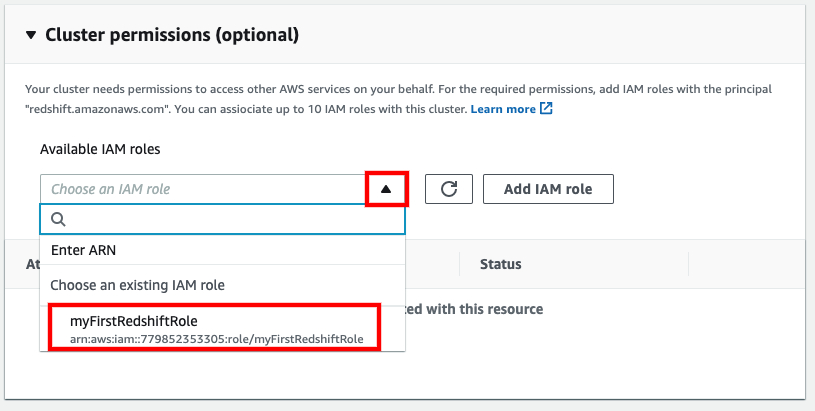 Cluster permissions (optional)
Your cluster needs permissions to access other AWS services on your behalf. For the required permissions, add IAM roles with the principal
"redshift.amazonaws.com". You can assiociate up to 10 IAM roles with this cluster. Learn more
Available IAM roles
Choose an IAM role
Add IAM role
Enter ARN
Status
Choose an existing IAM role
with this resource
myFirstRedshiftRole
arn:aws:iam::779852353305:role/myFirstRedshiftRole